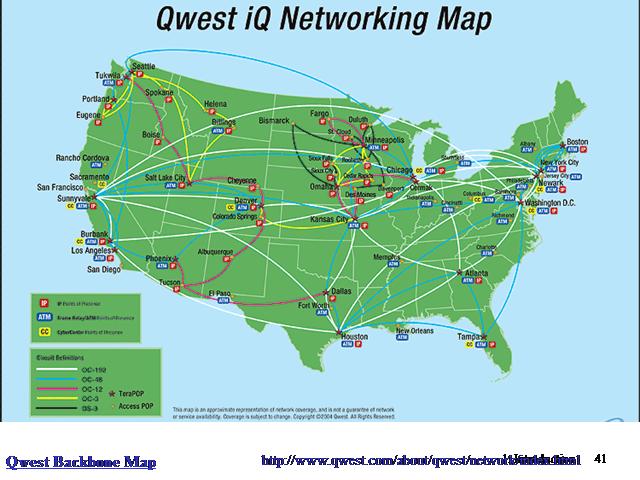 Qwest iQ Networking Map
Seattle
Tukwila
Portland
Spokane
Eugene
Helena
Billings
Boise
Bismarck
Fargo
Duluth
St. Cloud
Minneapolis
Sioux Falls
Rochester
Sioux City
Cedar Rapids
Omaha
Des Moines
Davenport
Chicago
Cermak
Indianapolis
Cincinnati
Columbus
Albany
Boston
New York City
Jersey City
Newark
Philadelphia
Washington D.C.
Richmond
Rancho Cordova
Sacramento
San Francisco
Sunnyvale
Salt Lake City
Cheyenne
Denver
Colorado Springs
Kansas City
Burbank
Los Angeles
San Diego
Phoenix
Tucson
Albuquerque
El Paso
Memphis
Charlotte
Atlanta
Dallas
Fort Worth
Houston
New Orleans
Tampa
IP IP Points of Presence
ATM Frame Relay/ATM Points of Presence
CC CyberCenter Points of Presence
Circuit Definitions
OC-192
OC-48
OC-12
OC-3
DS-3
TeraPOP
Access POP
This map is an approximate representation of network coverage, and is not a guarantee of network
or service availability. Coverage is subject to change. Copyright ©2004 Qwest. All Rights Reserved.
Qwest Backbone Map
http://www.qwest.com/about/qwest/network/
41